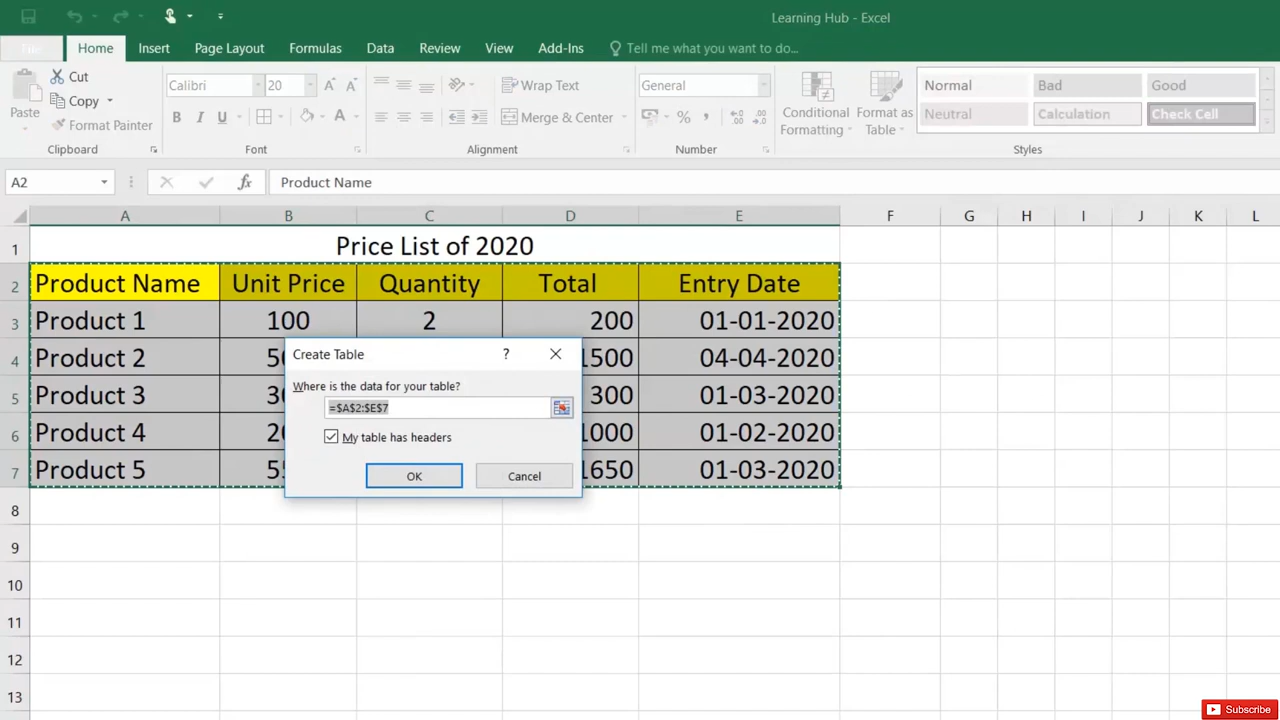 Learning Hub - Excel
File Home Insert Page Layout Formulas Data Review View Add-Ins Tell me what you want to do...
Paste
Cut
Copy
Format Painter
Clipboard
Calibri 20
B I U
Font
Wrap Text
Merge & Center
Alignment
General
%
Number
Conditional Formatting
Format as Table
Normal Bad Good
Neutral Calculation Check Cell
Styles
A2 fx Product Name
A B C D E F G H I J K L
1 Price List of 2020
2 Product Name Unit Price Quantity Total Entry Date
3 Product 1 100 2 200 01-01-2020
4 Product 2 1500 04-04-2020
5 Product 3 300 01-03-2020
6 Product 4 1000 01-02-2020
7 Product 5 1650 01-03-2020
8
9
10
11
12
13
Create Table ?
Where is the data for your table?
=$A$2:$E$7
My table has headers
OK Cancel
Subscribe